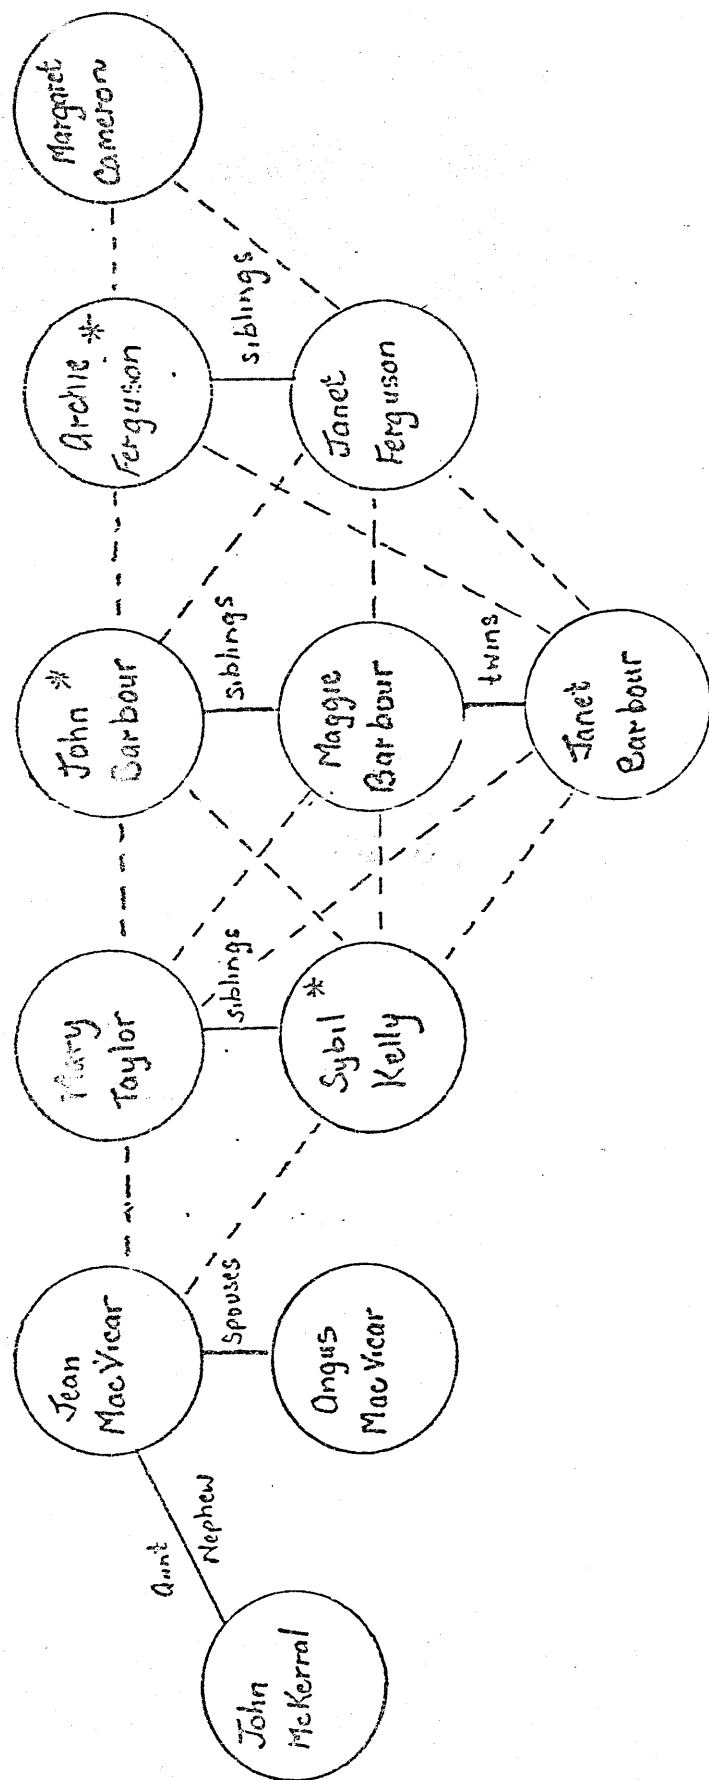 Margaret
Cameron
Archie *
Ferguson
siblings
Janet
Ferguson
John *
Barbour
siblings
Maggie
Barbour
twins
Janet
Barbour
Mary
Taylor
siblings
Sybil *
Kelly
Jean
MacVicar
spouses
Angus
MacVicar
aunt
Nephew
John
McKerral